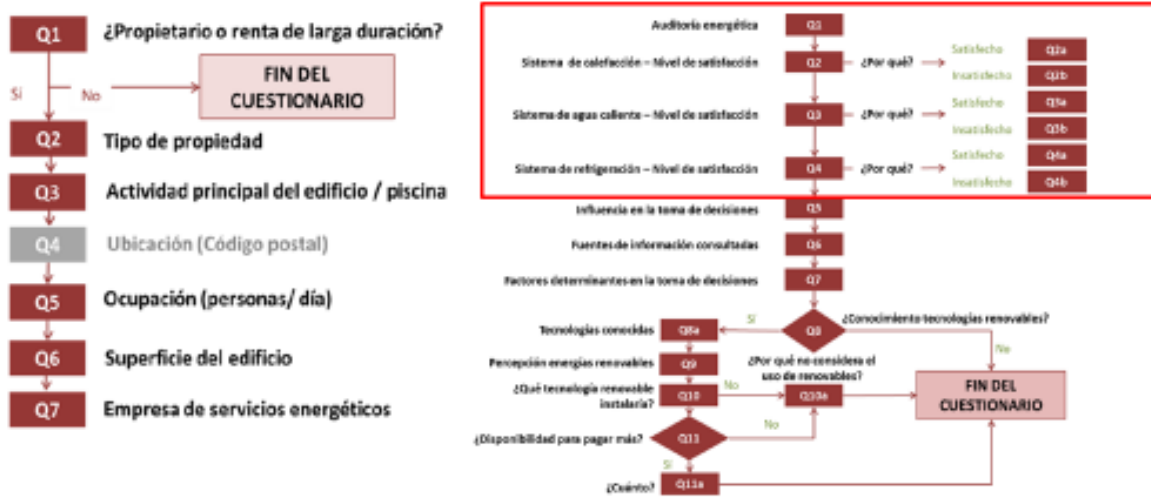 Q1
¿Propietario o renta de larga duración?
Sí
No
FIN DEL
CUESTIONARIO
Q2
Tipo de propiedad
Q3
Actividad principal del edificio / piscina
Q4
Ubicación (Código postal)
Q5
Ocupación (personas/ día)
Q6
Superficie del edificio
Q7
Empresa de servicios energéticos
Auditoría energética
Q1
Sistema de calefacción – Nivel de satisfacción
Q2
¿Por qué?
Satisfecho
Q2a
Insatisfecho
Q2b
Sistema de agua caliente – Nivel de satisfacción
Q3
¿Por qué?
Satisfecho
Q3a
Insatisfecho
Q3b
Sistema de refrigeración – Nivel de satisfacción
Q4
¿Por qué?
Satisfecho
Q4a
Insatisfecho
Q4b
Influencia en la toma de decisiones
Q5
Fuentes de información consultadas
Q6
Factores determinantes en la toma de decisiones
Q7
Sí
Q8
¿Conocimiento tecnologías renovables?
No
Tecnologías conocidas
Q8a
Percepción energías renovables
Q9
¿Por qué no considera el
uso de renovables?
¿Qué tecnología renovable
instalaría?
Q10
No
Q10a
FIN DEL
CUESTIONARIO
¿Disponibilidad para pagar más?
Q11
No
Sí
¿Cuánto?
Q11a